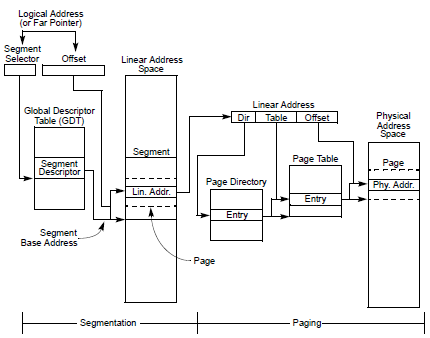 Logical Address
(or Far Pointer)
Segment
Selector
Offset
Linear Address
Space
Global Descriptor
Table (GDT)
Segment
Descriptor
Segment
Lin. Addr.
Segment
Base Address
Page
Linear Address
Dir
Table
Offset
Page Directory
Entry
Page Table
Entry
Physical
Address
Space
Page
Phy. Addr.
Segmentation
Paging